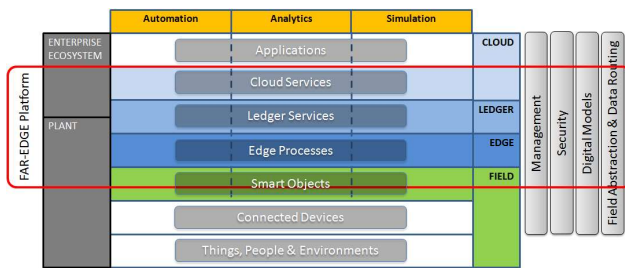 Automation Analytics Simulation
ENTERPRISE
ECOSYSTEM
Applications
CLOUD
Cloud Services
PLANT
Ledger Services
LEDGER
Edge Processes
EDGE
Smart Objects
FIELD
Connected Devices
Things, People & Environments
FAR-EDGE Platform
Management
Security
Digital Models
Field Abstraction & Data Routing